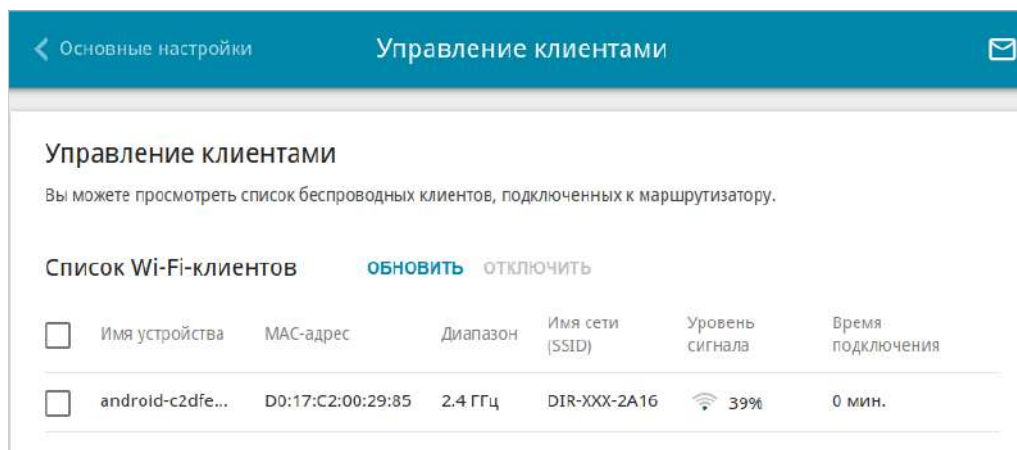 Основные настройки
Управление клиентами
Управление клиентами
Вы можете просмотреть список беспроводных клиентов, подключенных к маршрутизатору.
Список Wi-Fi-клиентов ОБНОВИТЬ ОТКЛЮЧИТЬ
Имя устройства MAC-адрес Диапазон Имя сети (SSID) Уровень сигнала Время подключения
android-c2dfe... D0:17:C2:00:29:85 2.4 ГГц DIR-XXX-2A16 39% 0 мин.